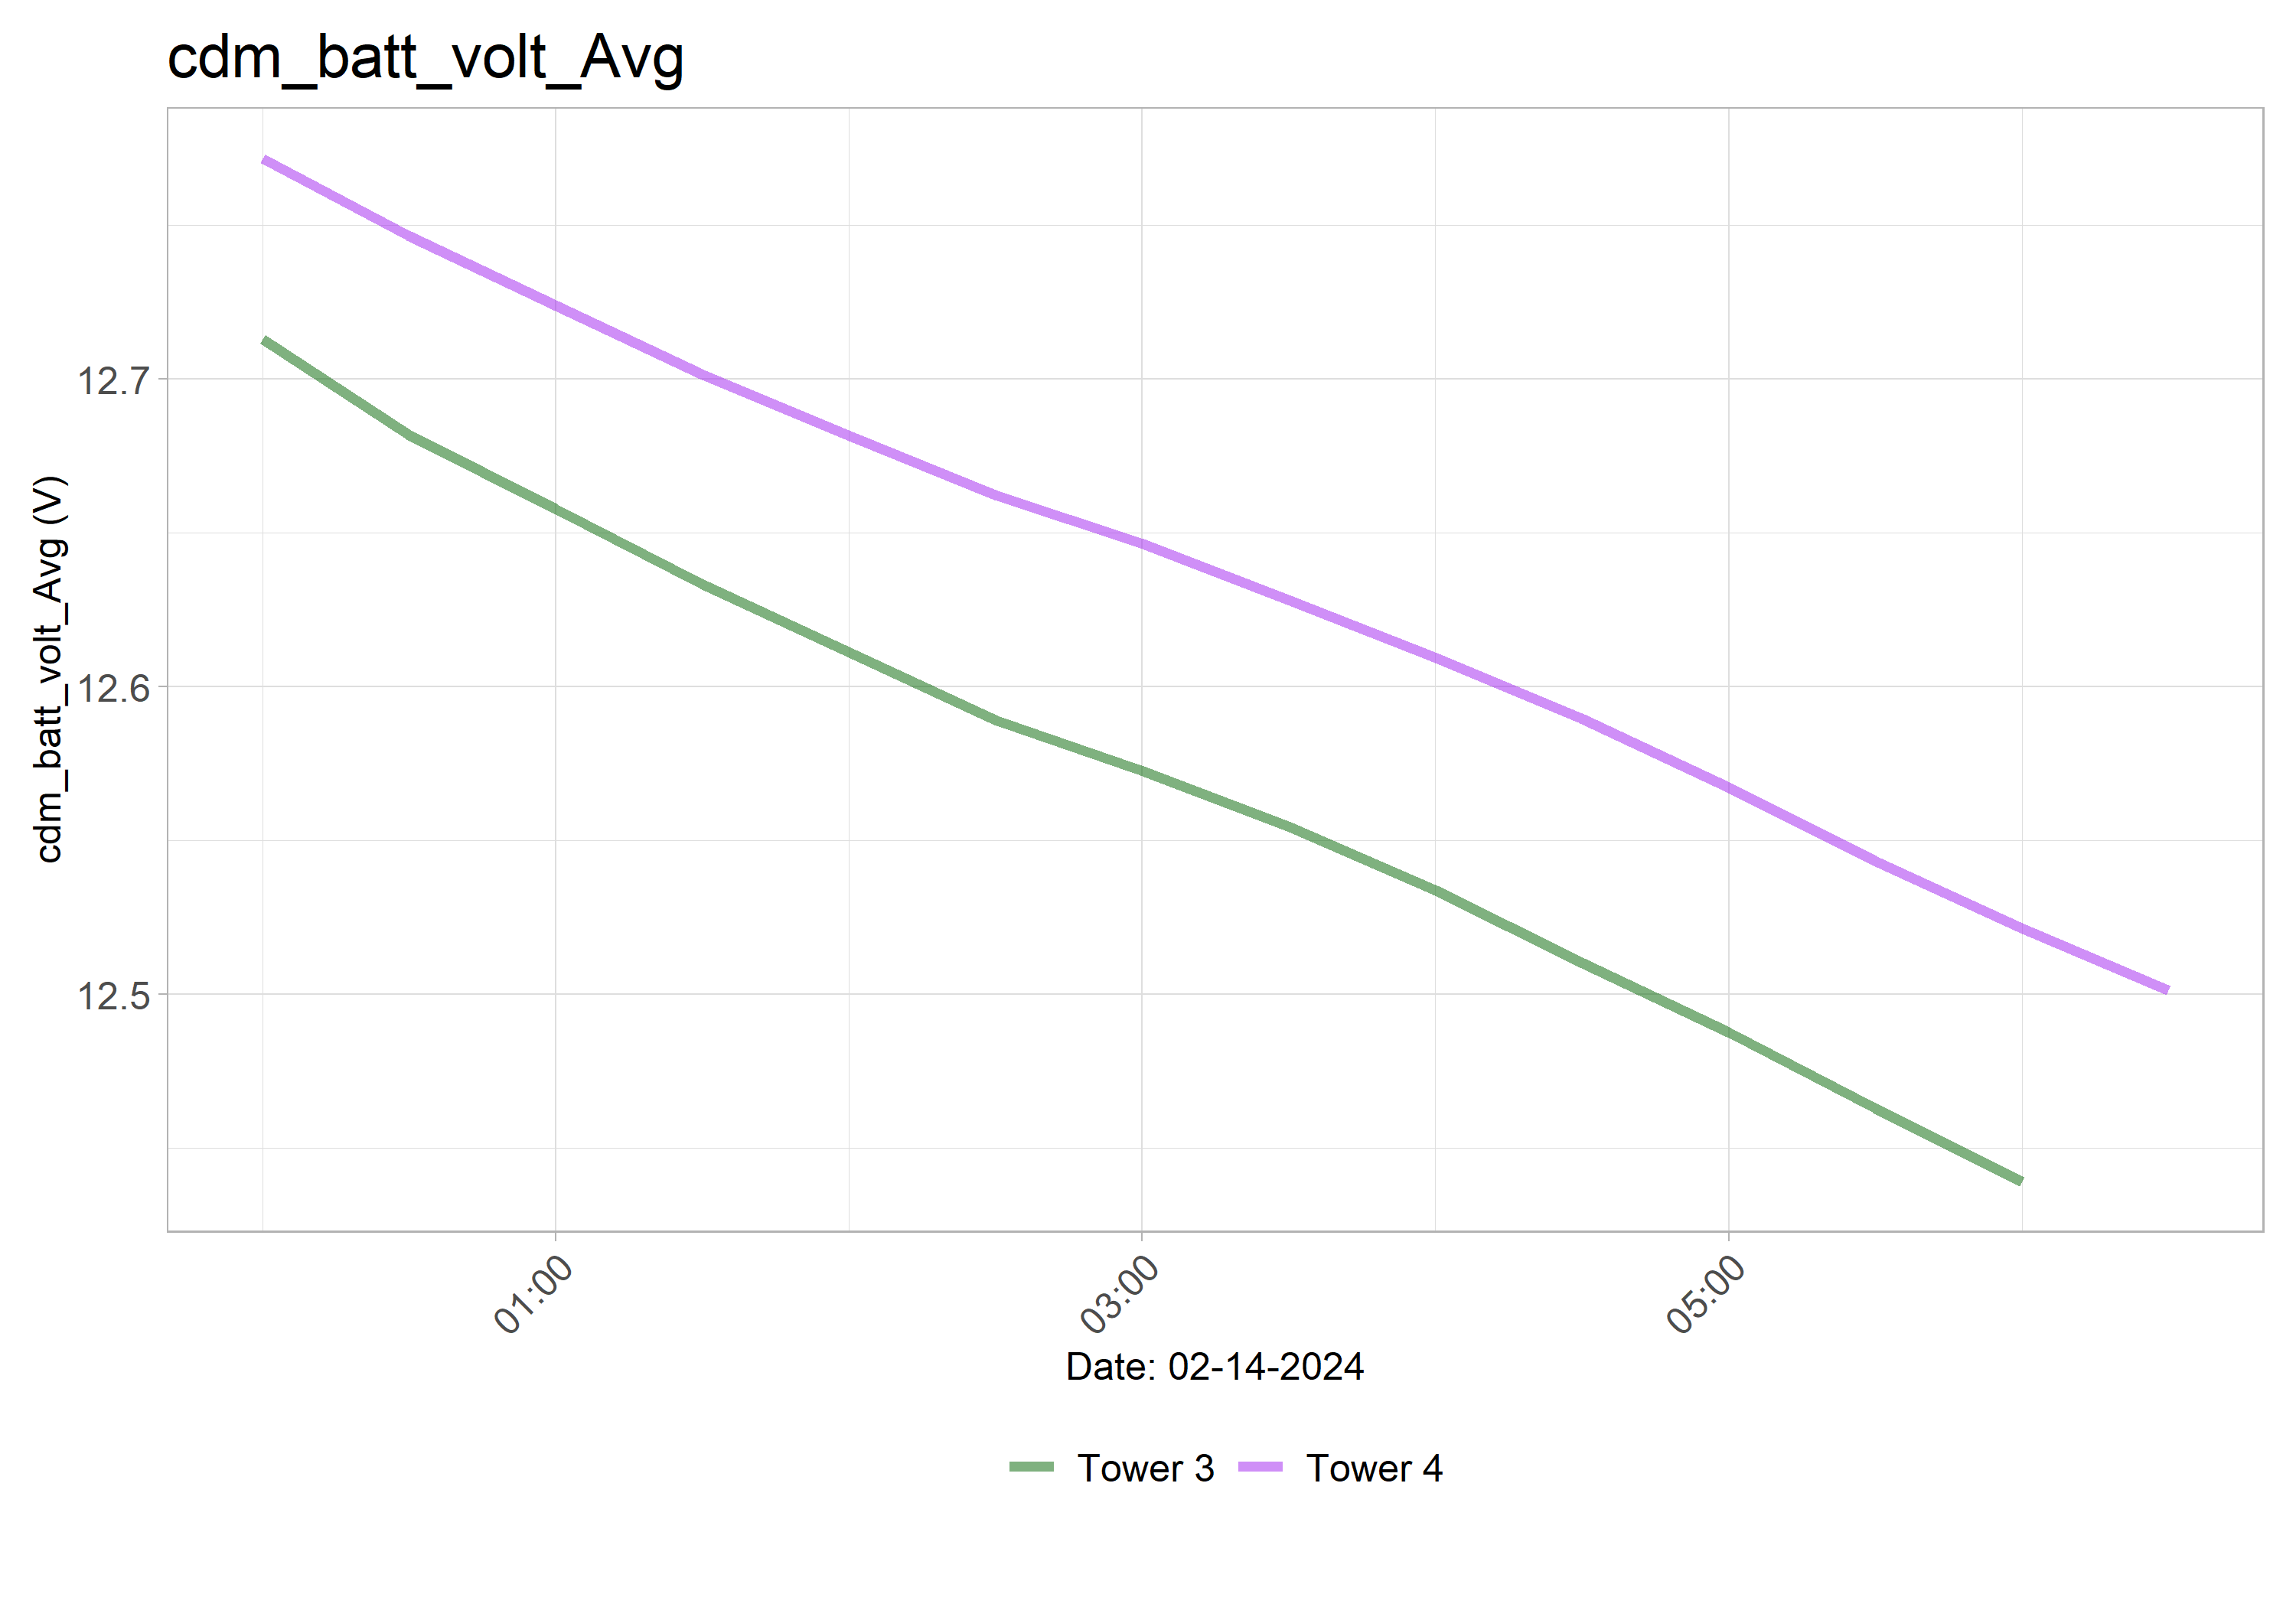 cdm_batt_volt_Avg
cdm_batt_volt_Avg (V)
12.7
12.6
12.5
01:00
03:00
05:00
Date: 02-14-2024
Tower 3
Tower 4